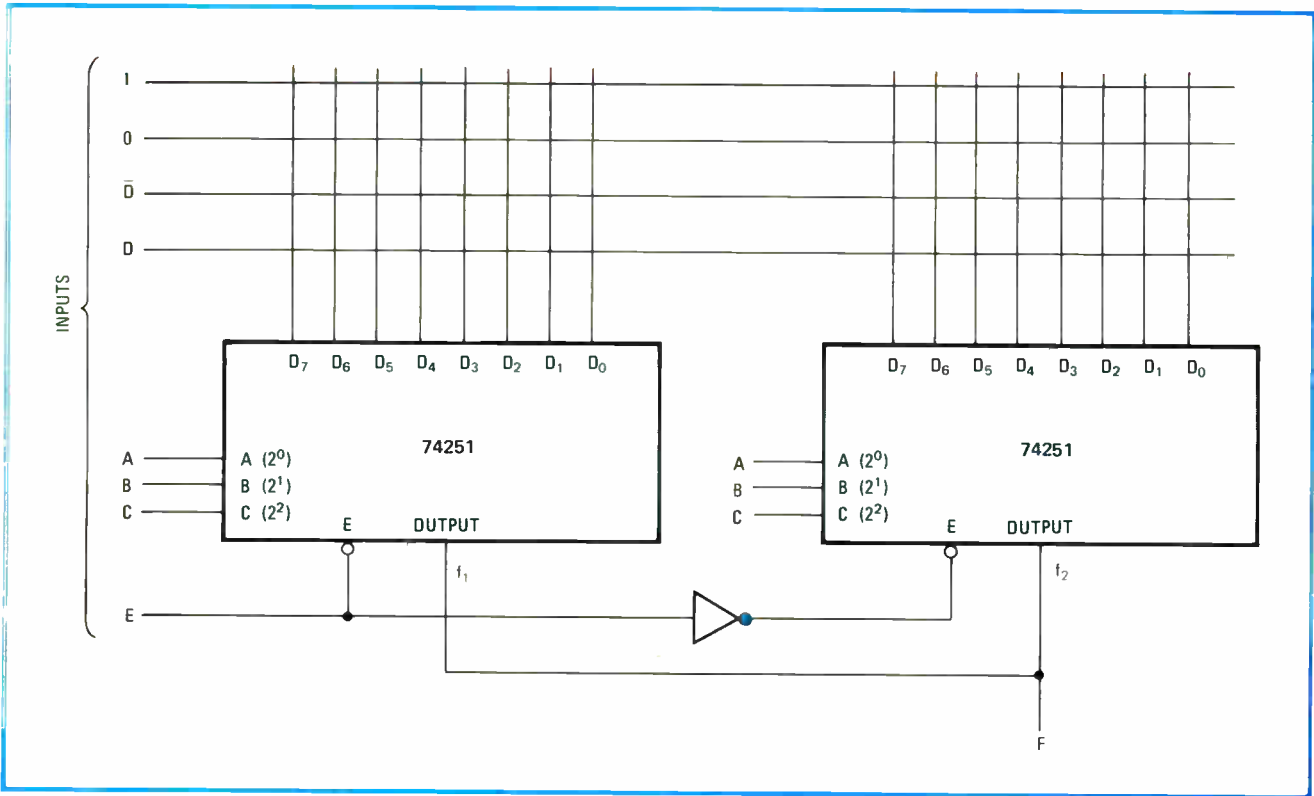 1
0
D̅
D
INPUTS
D₇ D₆ D₅ D₄ D₃ D₂ D₁ D₀
74251
A A (2⁰)
B B (2¹)
C C (2²)
E OUTPUT
f₁
D₇ D₆ D₅ D₄ D₃ D₂ D₁ D₀
74251
A A (2⁰)
B B (2¹)
C C (2²)
E OUTPUT
f₂
E
F